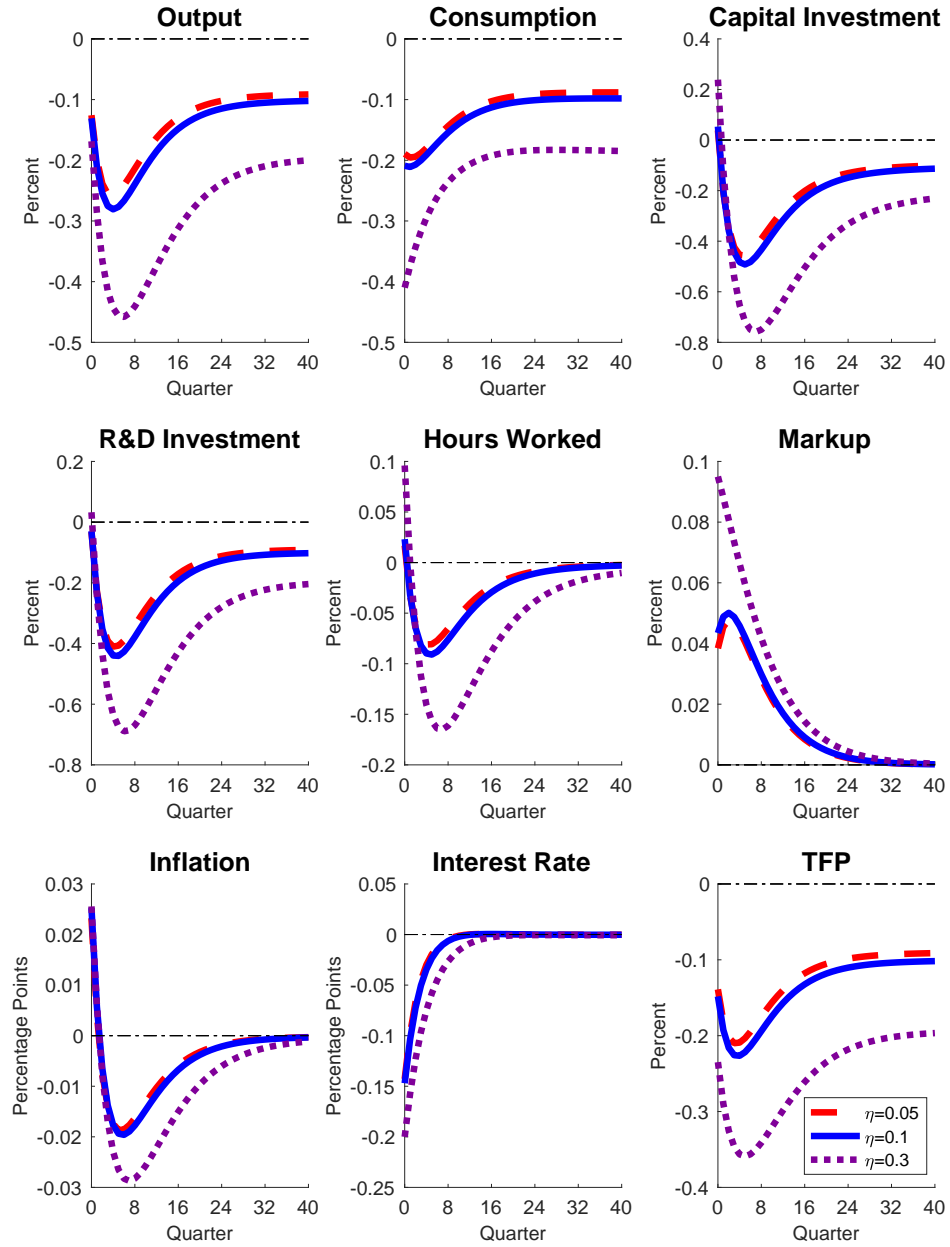 Output
Consumption
Capital Investment
0
-0.1
-0.2
-0.3
-0.4
-0.5
Percent
0 8 16 24 32 40
Quarter
0
-0.1
-0.2
-0.3
-0.4
-0.5
Percent
0 8 16 24 32 40
Quarter
0.4
0.2
0
-0.2
-0.4
-0.6
-0.8
Percent
0 8 16 24 32 40
Quarter
R&D Investment
Hours Worked
Markup
0.2
0
-0.2
-0.4
-0.6
-0.8
Percent
0 8 16 24 32 40
Quarter
0.1
0.05
0
-0.05
-0.1
-0.15
-0.2
Percent
0 8 16 24 32 40
Quarter
0.1
0.08
0.06
0.04
0.02
0
Percent
0 8 16 24 32 40
Quarter
Inflation
Interest Rate
TFP
0.03
0.02
0.01
0
-0.01
-0.02
-0.03
Percentage Points
0 8 16 24 32 40
Quarter
0.05
0
-0.05
-0.1
-0.15
-0.2
-0.25
Percentage Points
0 8 16 24 32 40
Quarter
0
-0.1
-0.2
-0.3
-0.4
Percent
0 8 16 24 32 40
Quarter
η=0.05
η=0.1
η=0.3